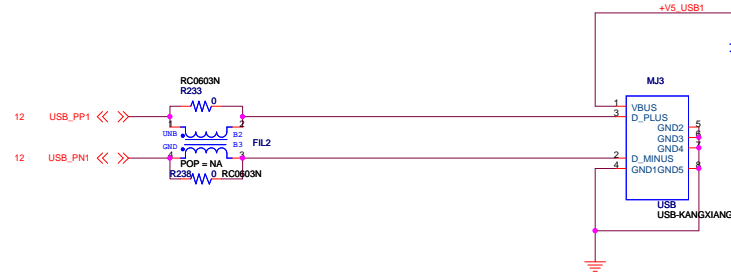 +V5_USB1
RC0603N
R233
0
MJ3
1
VBUS
3
D_PLUS
12 USB_PP1
1
2
UNB
B2
GND2
5
GND3
6
FIL2
GND
B3
GND4
7
12 USB_PN1
4
3
2
D_MINUS
POP = NA
4
GND1GND5
8
R238 0 RC0603N
USB
USB-KANGXIANG